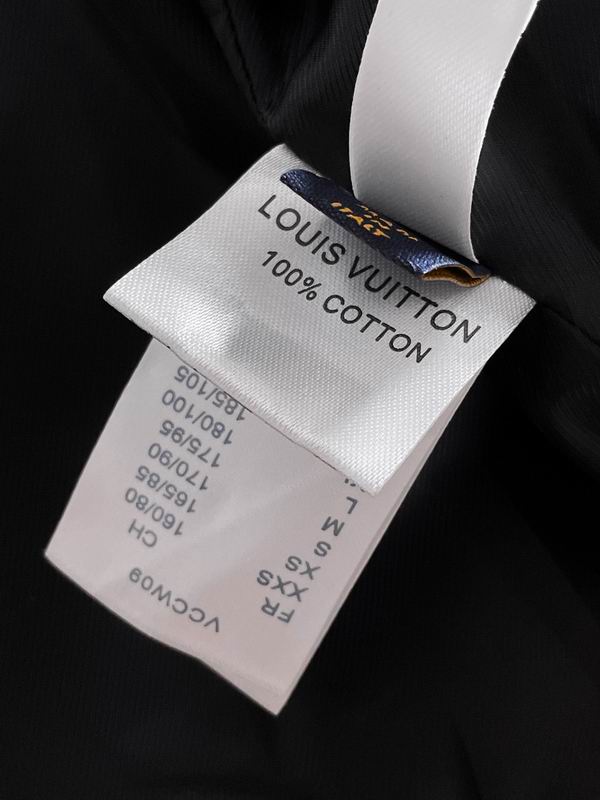 ITALY
LOUIS VUITTON
100% COTTON
VCCW09
FR CH
XXS 160/80
XS 165/85
S 170/90
M 175/95
L 180/100
185/105